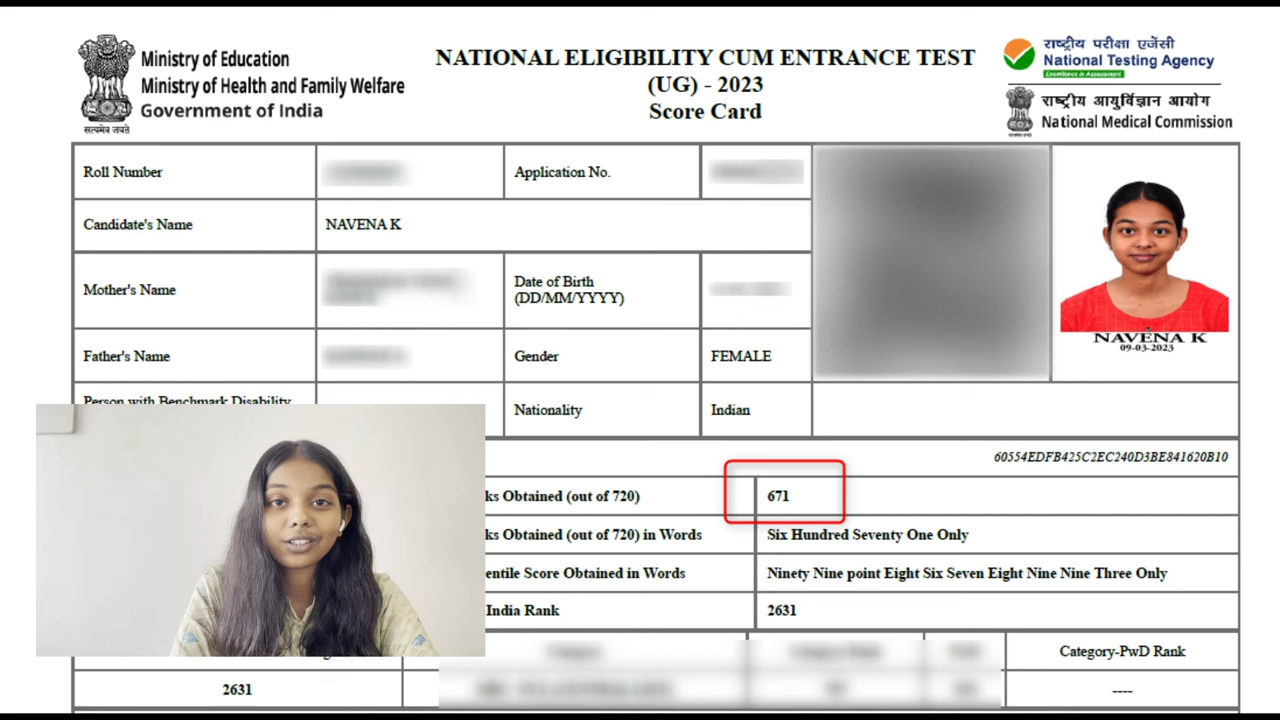 Ministry of Education
Ministry of Health and Family Welfare
Government of India
सत्यमेव जयते
NATIONAL ELIGIBILITY CUM ENTRANCE TEST
(UG) - 2023
Score Card
राष्ट्रीय परीक्षा एजेंसी
National Testing Agency
Excellence in Assessment
राष्ट्रीय आयुर्विज्ञान आयोग
National Medical Commission
Roll Number
Application No.
Candidate's Name NAVENA K
Mother's Name
Date of Birth
(DD/MM/YYYY)
Father's Name
Gender FEMALE
NAVENA K
09-03-2023
Person with Benchmark Disability
Nationality Indian
60554EDFB425C2EC240D3BE841620B10
ks Obtained (out of 720) 671
ks Obtained (out of 720) in Words Six Hundred Seventy One Only
entile Score Obtained in Words Ninety Nine point Eight Six Seven Eight Nine Nine Three Only
India Rank 2631
Category-PwD Rank
2631 ----